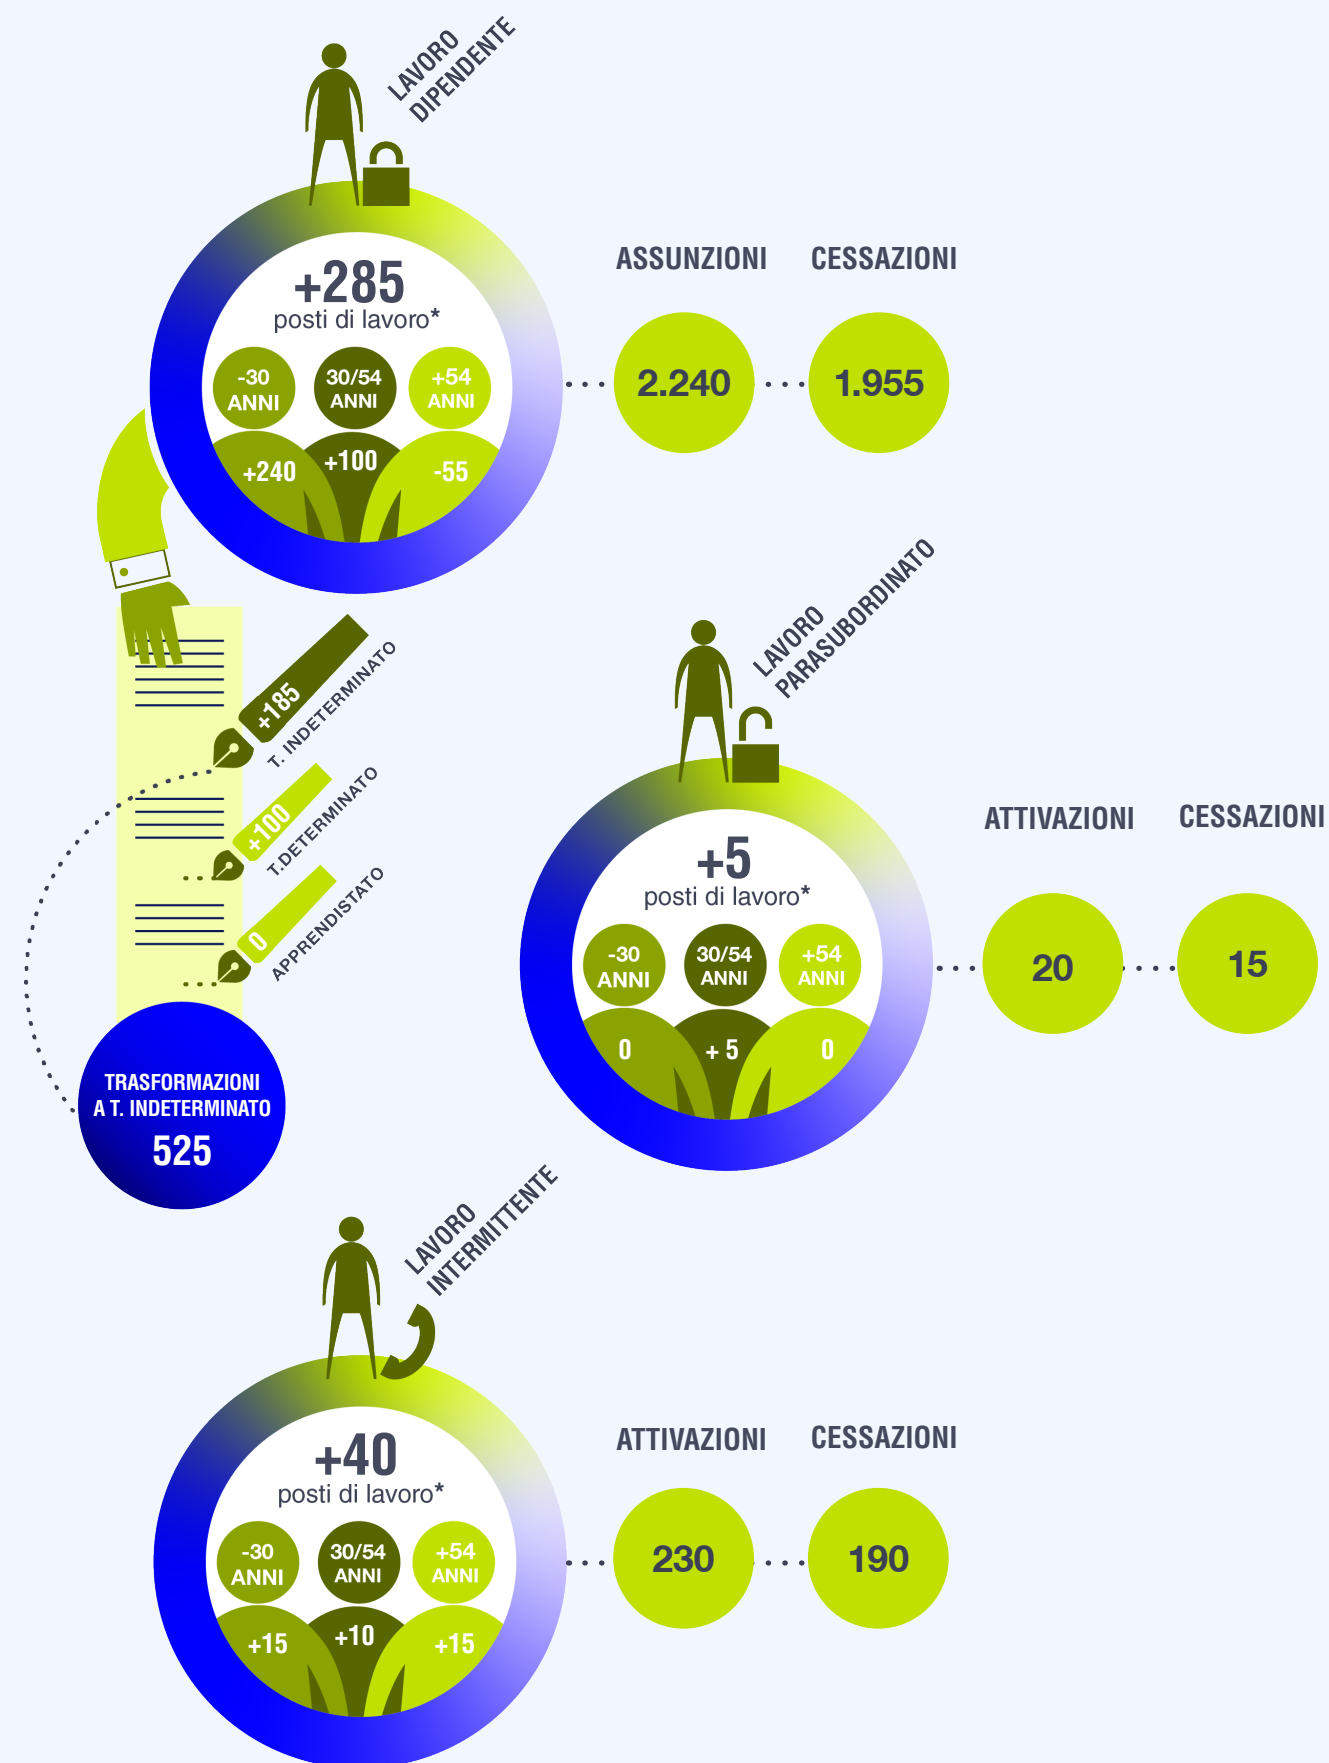 LAVORO
DIPENDENTE
+285
posti di lavoro*
-30
ANNI
30/54
ANNI
+54
ANNI
+240
+100
-55
ASSUNZIONI
2.240
CESSAZIONI
1.955
+185
T. INDETERMINATO
+100
T.DETERMINATO
0
APPRENDISTATO
TRASFORMAZIONI
A T. INDETERMINATO
525
LAVORO
PARASUBORDINATO
+5
posti di lavoro*
-30
ANNI
30/54
ANNI
+54
ANNI
0
+ 5
0
ATTIVAZIONI
20
CESSAZIONI
15
LAVORO
INTERMITTENTE
+40
posti di lavoro*
-30
ANNI
30/54
ANNI
+54
ANNI
+15
+10
+15
ATTIVAZIONI
230
CESSAZIONI
190